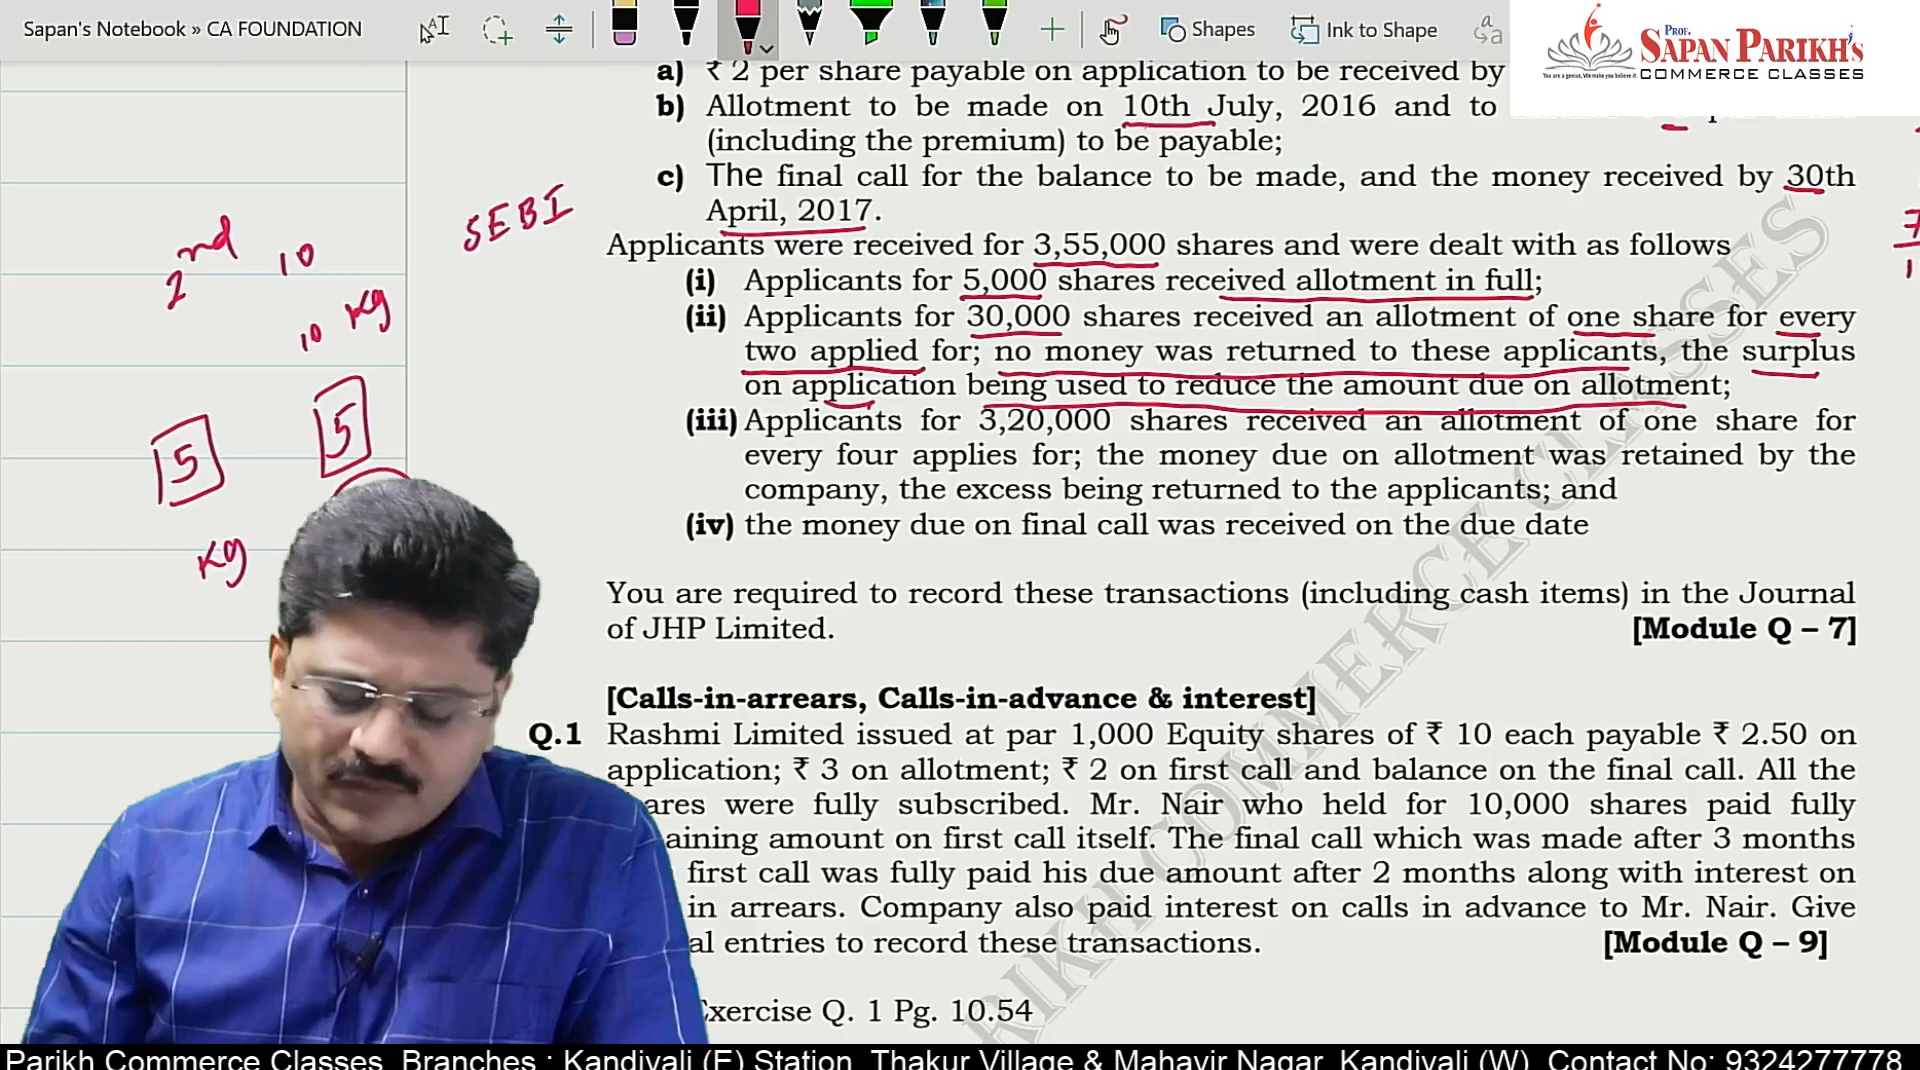 Sapan's Notebook » CA FOUNDATION
Shapes
Ink to Shape
PROF.
SAPAN PARIKH'S
You are a genius, We make you believe it.
COMMERCE CLASSES
a) ₹ 2 per share payable on application to be received by
b) Allotment to be made on 10th July, 2016 and to
(including the premium) to be payable;
c) The final call for the balance to be made, and the money received by 30th
April, 2017.
SEBI
Applicants were received for 3,55,000 shares and were dealt with as follows
2nd 10
(i) Applicants for 5,000 shares received allotment in full;
(ii) Applicants for 30,000 shares received an allotment of one share for every
10 Kg
two applied for; no money was returned to these applicants, the surplus
on application being used to reduce the amount due on allotment;
5 5
(iii) Applicants for 3,20,000 shares received an allotment of one share for
every four applies for; the money due on allotment was retained by the
company, the excess being returned to the applicants; and
(iv) the money due on final call was received on the due date
Kg
You are required to record these transactions (including cash items) in the Journal
of JHP Limited. [Module Q – 7]
[Calls-in-arrears, Calls-in-advance & interest]
Q.1 Rashmi Limited issued at par 1,000 Equity shares of ₹ 10 each payable ₹ 2.50 on
application; ₹ 3 on allotment; ₹ 2 on first call and balance on the final call. All the
ares were fully subscribed. Mr. Nair who held for 10,000 shares paid fully
aining amount on first call itself. The final call which was made after 3 months
first call was fully paid his due amount after 2 months along with interest on
in arrears. Company also paid interest on calls in advance to Mr. Nair. Give
al entries to record these transactions. [Module Q – 9]
Exercise Q. 1 Pg. 10.54
Parikh Commerce Classes Branches : Kandivali (E) Station, Thakur Village & Mahavir Nagar, Kandivali (W) Contact No: 9324277778